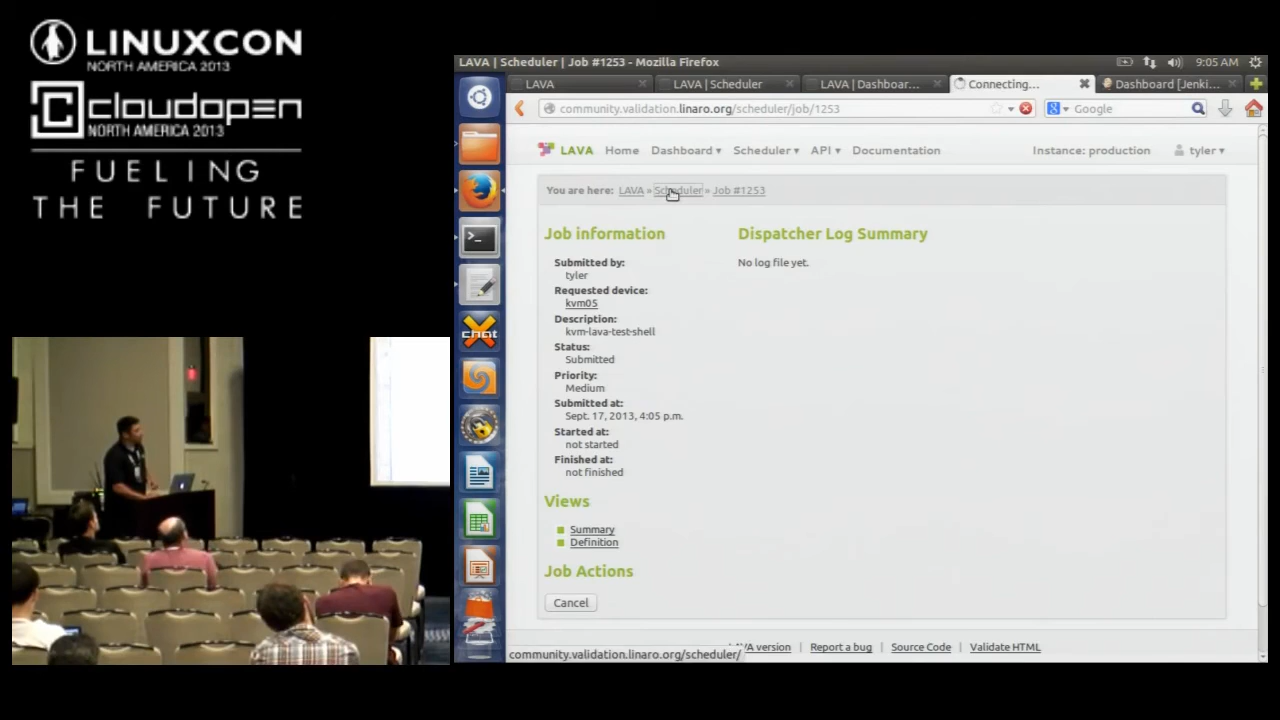 LINUXCON
NORTH AMERICA 2013
cloudopen
NORTH AMERICA 2013
FUELING
THE FUTURE
LAVA | Scheduler | Job #1253 - Mozilla Firefox
9:05 AM
LAVA
LAVA | Scheduler
LAVA | Dashboar...
Connecting...
Dashboard [Jenki...
community.validation.linaro.org/scheduler/job/1253
Google
LAVA Home Dashboard Scheduler API Documentation
Instance: production
tyler
You are here: LAVA » Scheduler » Job #1253
Job information
Submitted by:
tyler
Requested device:
kvm05
Description:
kvm-lava-test-shell
Status:
Submitted
Priority:
Medium
Submitted at:
Sept. 17, 2013, 4:05 p.m.
Started at:
not started
Finished at:
not finished
Views
Summary
Definition
Job Actions
Cancel
Dispatcher Log Summary
No log file yet.
version | Report a bug | Source Code | Validate HTML
community.validation.linaro.org/scheduler/
chat